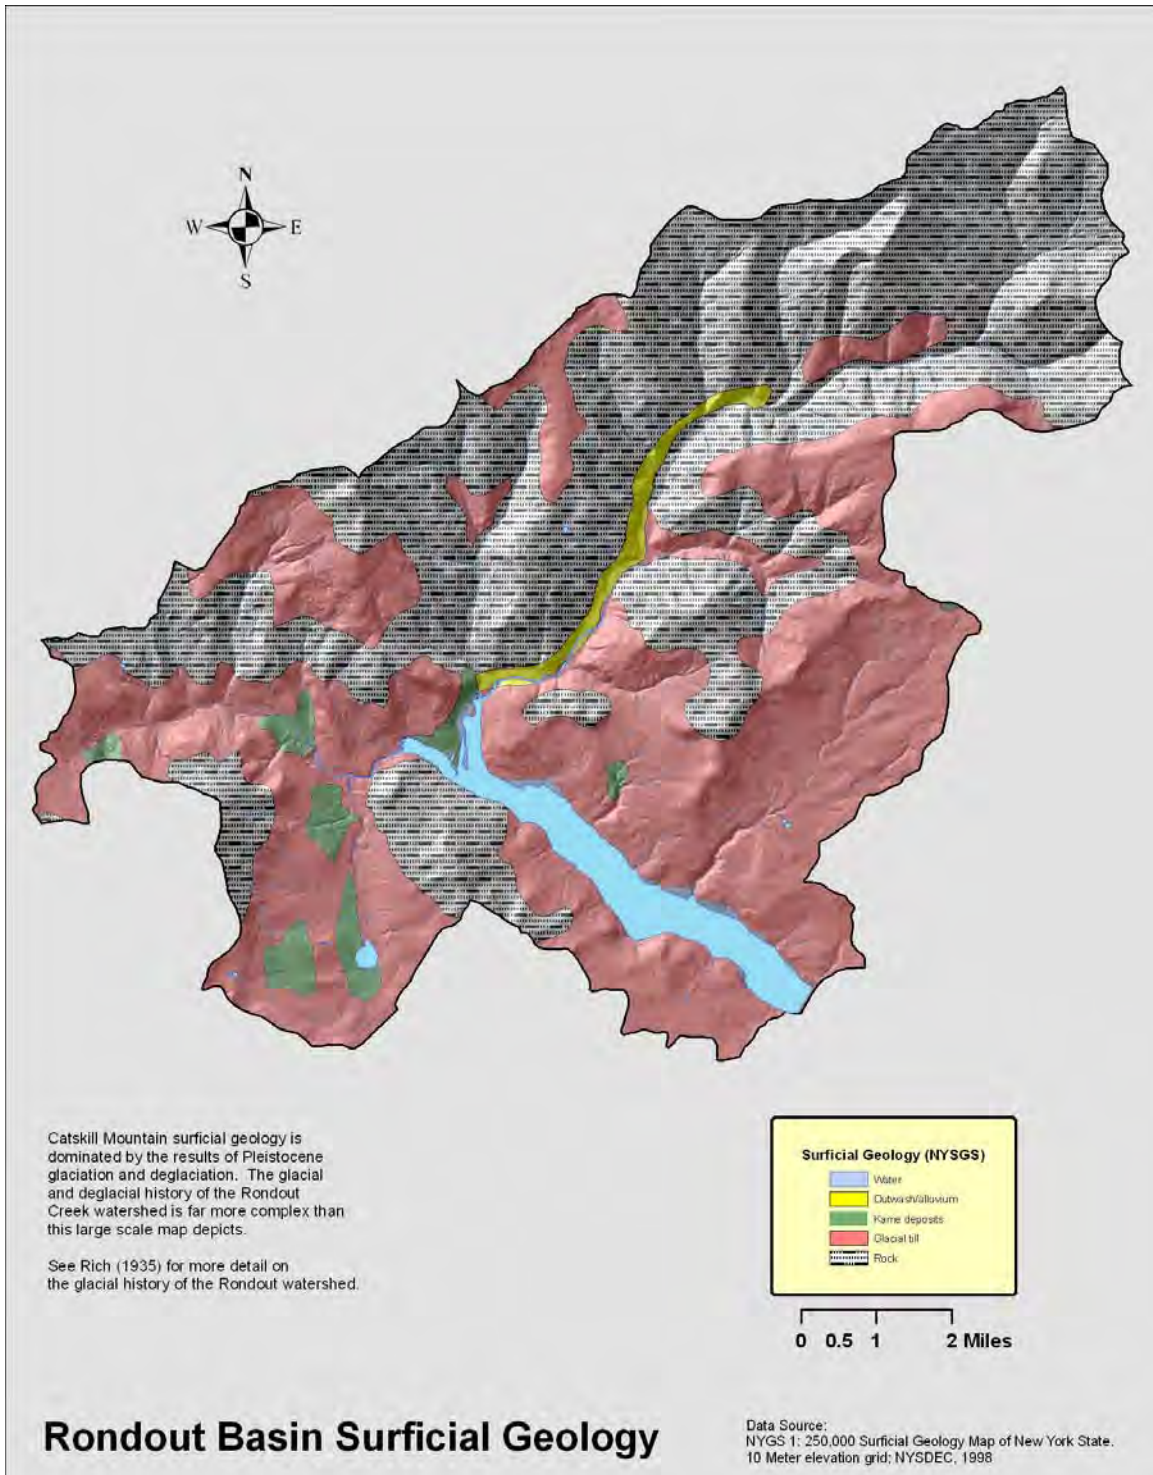 N
W E
S
Catskill Mountain surficial geology is
dominated by the results of Pleistocene
glaciation and deglaciation. The glacial
and deglacial history of the Rondout
Creek watershed is far more complex than
this large scale map depicts.
See Rich (1935) for more detail on
the glacial history of the Rondout watershed.
Surficial Geology (NYSGS)
Water
Outwash/alluvium
Kame deposits
Glacial till
Rock
0 0.5 1 2 Miles
Rondout Basin Surficial Geology
Data Source:
NYGS 1: 250,000 Surficial Geology Map of New York State.
10 Meter elevation grid; NYSDEC, 1998